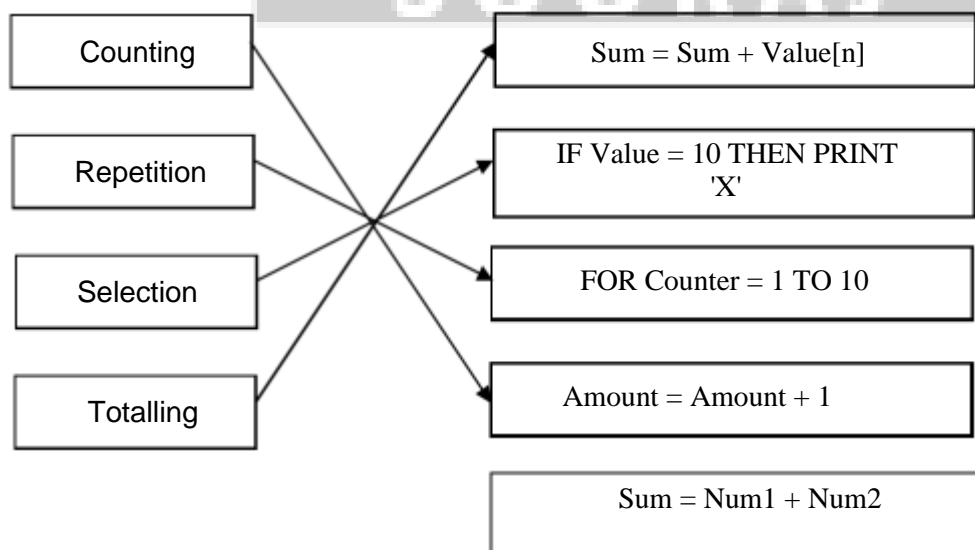 Counting
Repetition
Selection
Totalling
Sum = Sum + Value[n]
IF Value = 10 THEN PRINT
'X'
FOR Counter = 1 TO 10
Amount = Amount + 1
Sum = Num1 + Num2